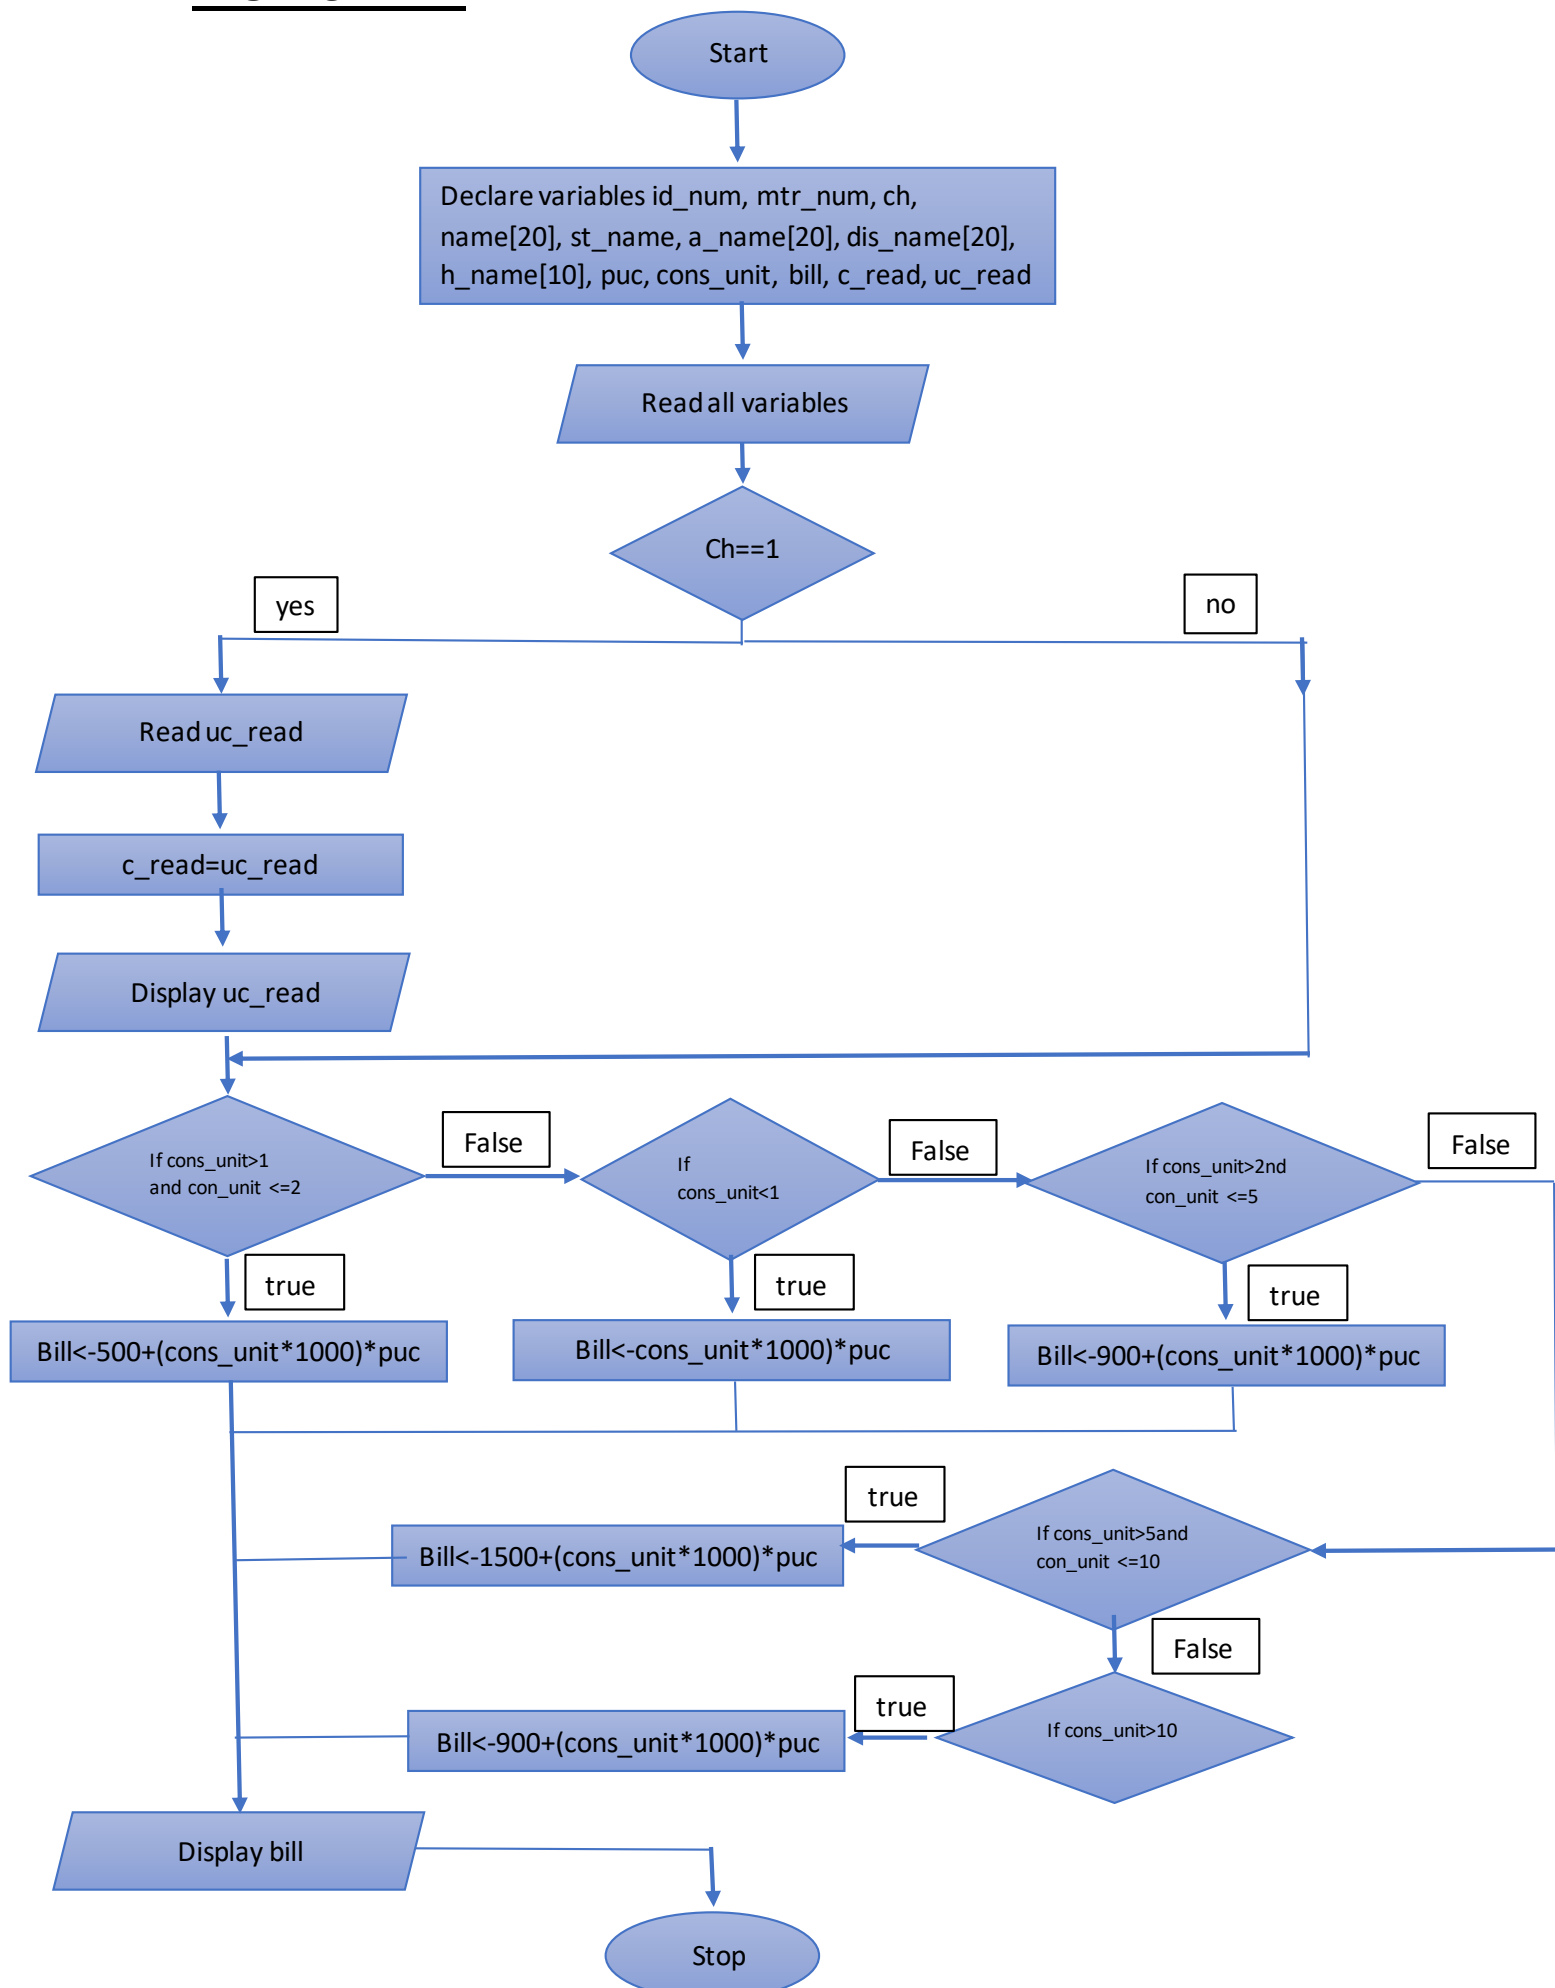 Start
Declare variables id_num, mtr_num, ch,
name[20], st_name, a_name[20], dis_name[20],
h_name[10], puc, cons_unit, bill, c_read, uc_read
Read all variables
Ch==1
yes
no
Read uc_read
c_read=uc_read
Display uc_read
If cons_unit>1
and con_unit <=2
False
If
cons_unit<1
False
If cons_unit>2nd
con_unit <=5
False
true
true
true
Bill<-500+(cons_unit*1000)*puc
Bill<-cons_unit*1000)*puc
Bill<-900+(cons_unit*1000)*puc
true
If cons_unit>5and
con_unit <=10
Bill<-1500+(cons_unit*1000)*puc
False
true
If cons_unit>10
Bill<-900+(cons_unit*1000)*puc
Display bill
Stop